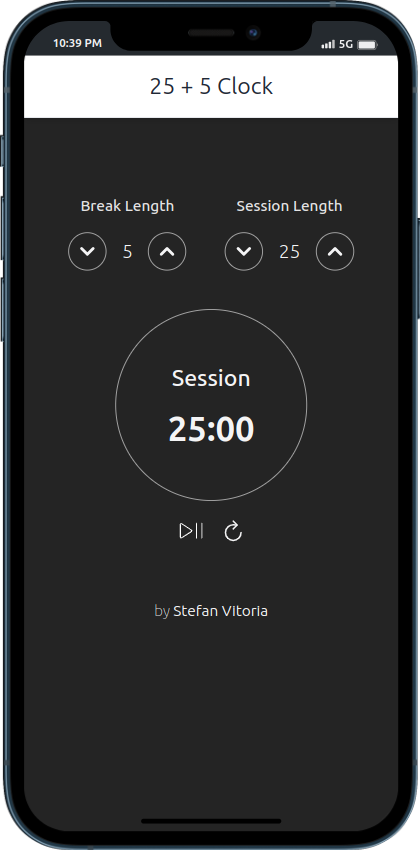 10:39 PM 5G
25 + 5 Clock
Break Length Session Length
5 25
Session
25:00
by Stefan Vitoria